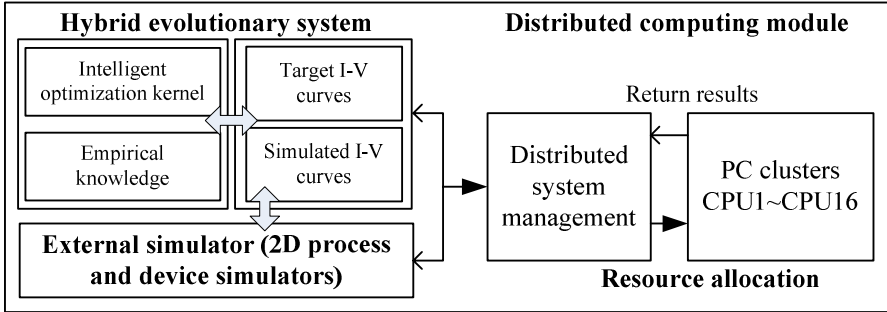 Hybrid evolutionary system
Distributed computing module
Intelligent
optimization kernel
Target I-V
curves
Empirical
knowledge
Simulated I-V
curves
External simulator (2D process
and device simulators)
Return results
Distributed
system
management
PC clusters
CPU1~CPU16
Resource allocation